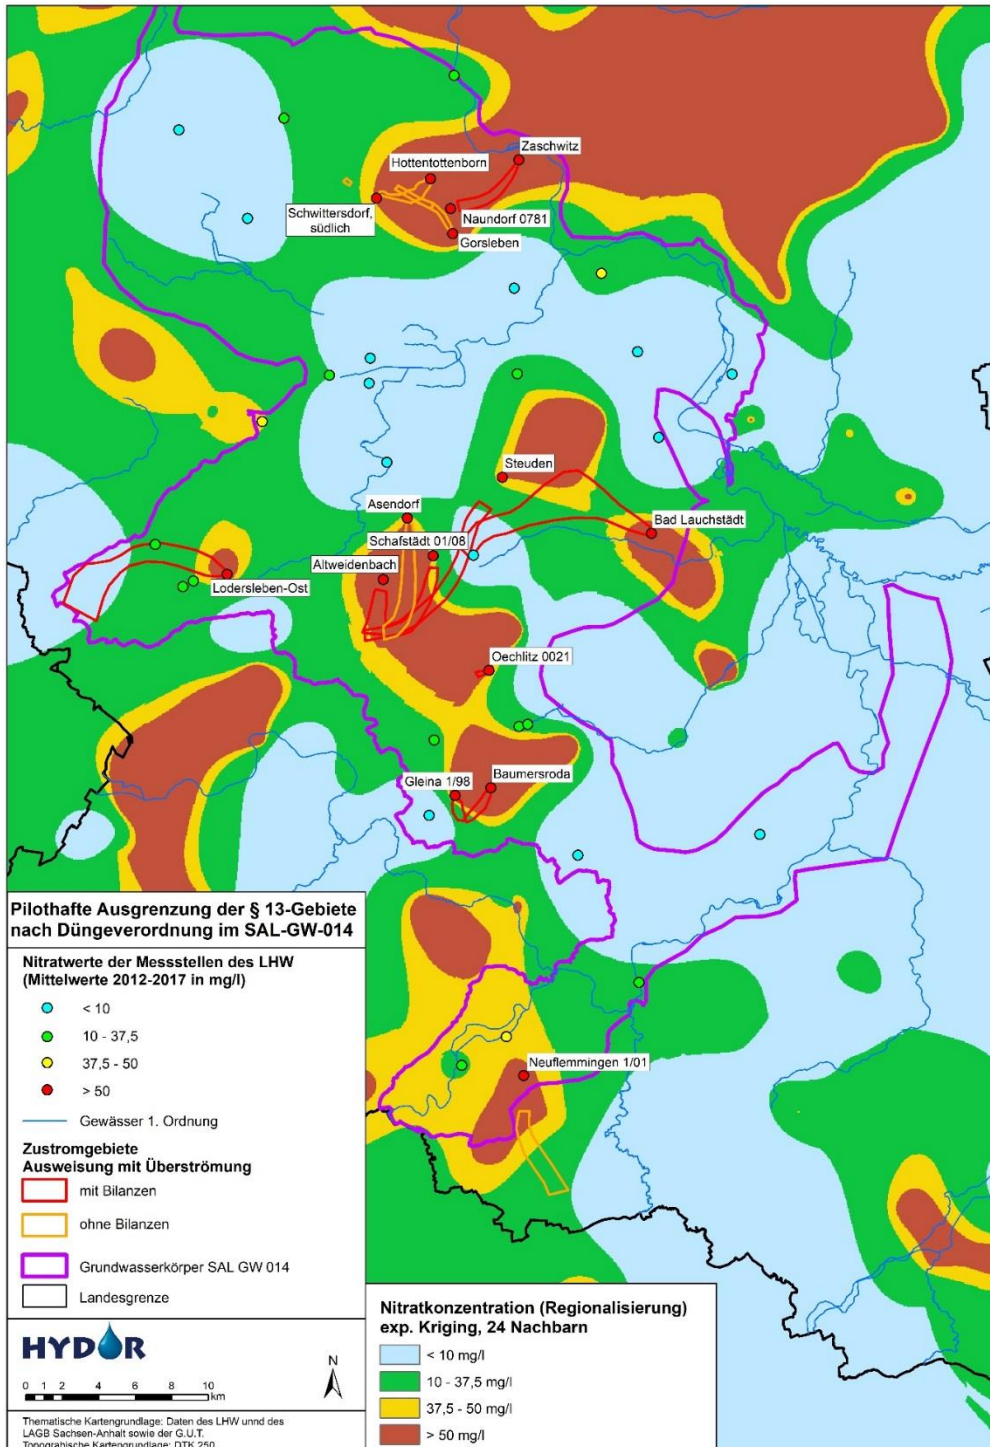 Zaschwitz
Hottentottenborn
Schwittersdorf,
südlich
Naundorf 0781
Gorsleben
Steuden
Asendorf
Bad Lauchstädt
Schafstädt 01/08
Altweidenbach
Lodersleben-Ost
Oechlitz 0021
Gleina 1/98
Baumersroda
Neuflemmingen 1/01
Pilothafte Ausgrenzung der § 13-Gebiete
nach Düngeverordnung im SAL-GW-014
Nitratwerte der Messstellen des LHW
(Mittelwerte 2012-2017 in mg/l)
< 10
10 - 37,5
37,5 - 50
> 50
Gewässer 1. Ordnung
Zustromgebiete
Ausweisung mit Überströmung
mit Bilanzen
ohne Bilanzen
Grundwasserkörper SAL GW 014
Landesgrenze
HYDOR
N
0 1 2 4 6 8 10
km
Thematische Kartengrundlage: Daten des LHW unnd des
LAGB Sachsen-Anhalt sowie der G.U.T.
Topograhische Kartengrundlage: DTK 250
Nitratkonzentration (Regionalisierung)
exp. Kriging, 24 Nachbarn
< 10 mg/l
10 - 37,5 mg/l
37,5 - 50 mg/l
> 50 mg/l